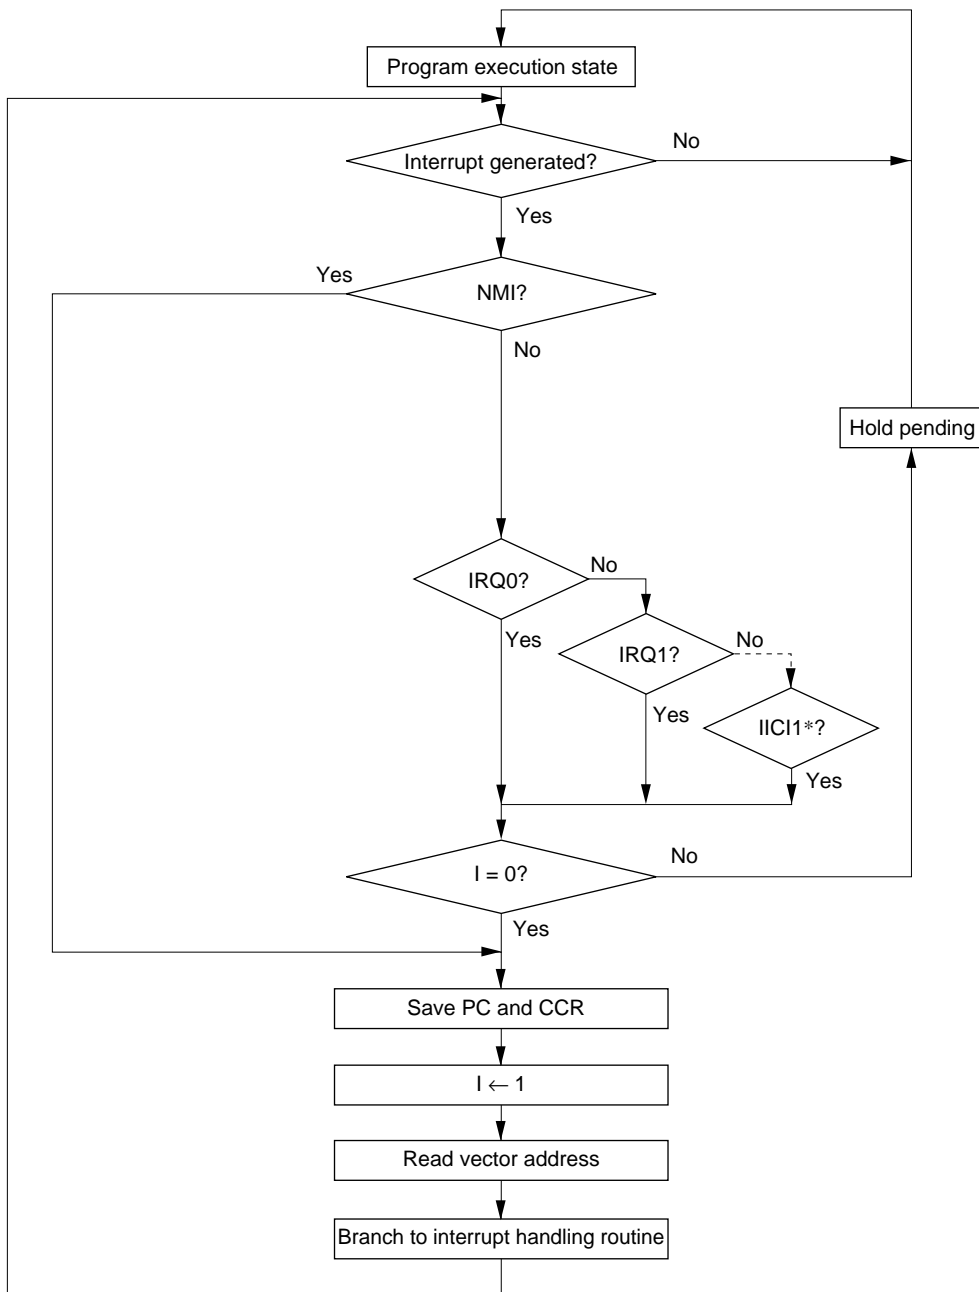 Program execution state
Interrupt generated?
No
Yes
Yes
NMI?
No
Hold pending
IRQ0?
No
Yes
IRQ1?
No
Yes
IICI1*?
Yes
I = 0?
No
Yes
Save PC and CCR
I ← 1
Read vector address
Branch to interrupt handling routine